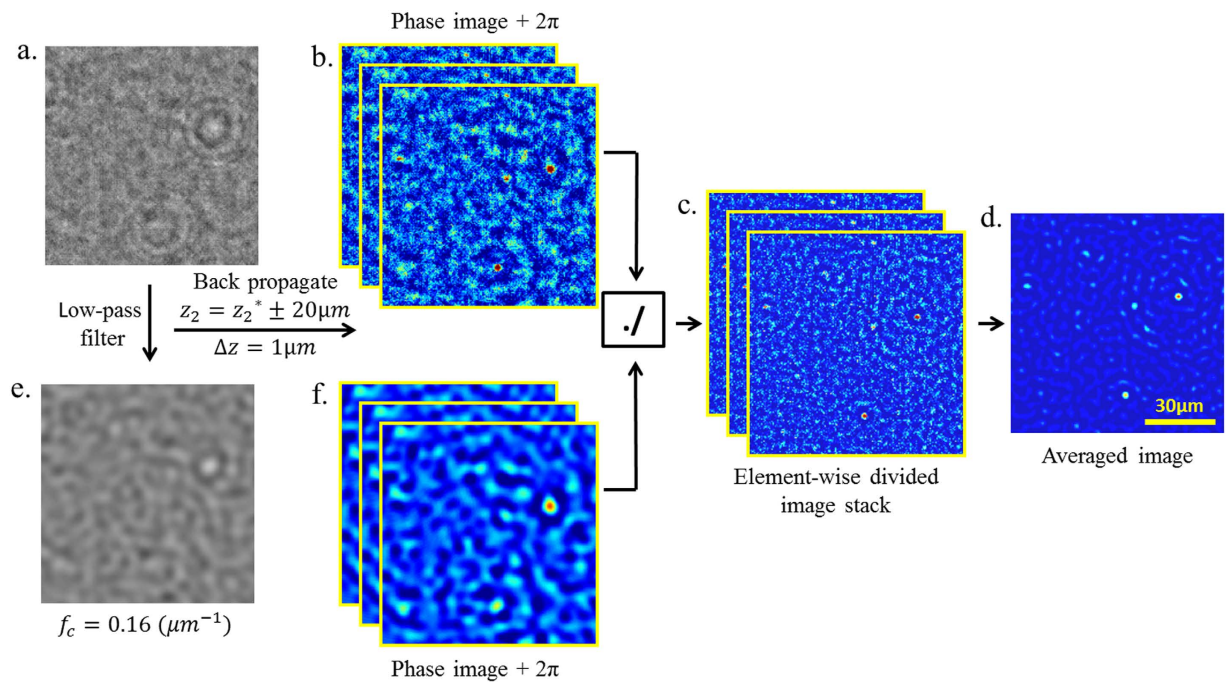 Phase image + 2π
a.
b.
Back propagate
z₂ = z₂* ± 20μm
Δz = 1μm
Low-pass
filter
c.
d.
./
30μm
Averaged image
Element-wise divided
image stack
e.
f.
f_c = 0.16 (μm⁻¹)
Phase image + 2π